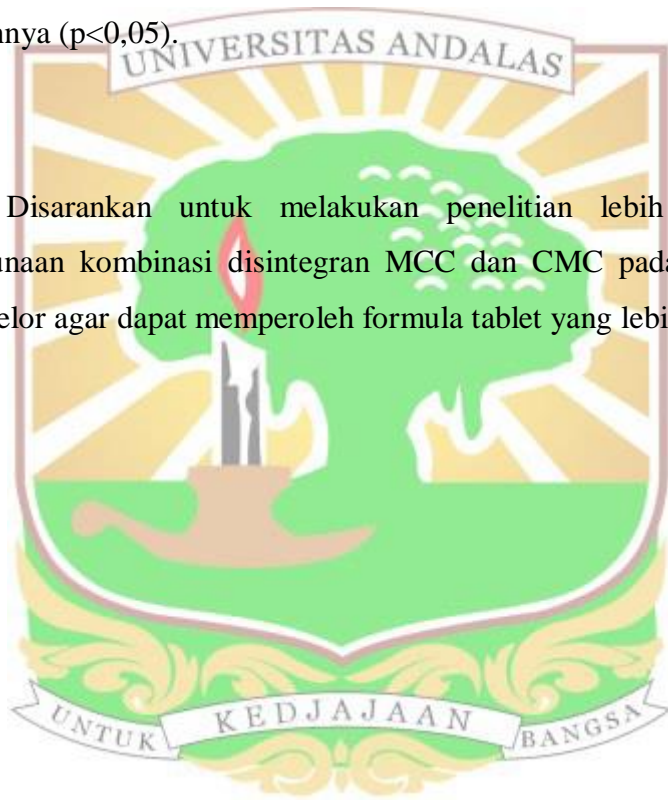 nnya (p<0,05).
UNIVERSITAS ANDALAS
Disarankan untuk melakukan penelitian lebih
unaan kombinasi disintegran MCC dan CMC pada
elor agar dapat memperoleh formula tablet yang lebi
UNTUK KEDJAJAAN BANGSA